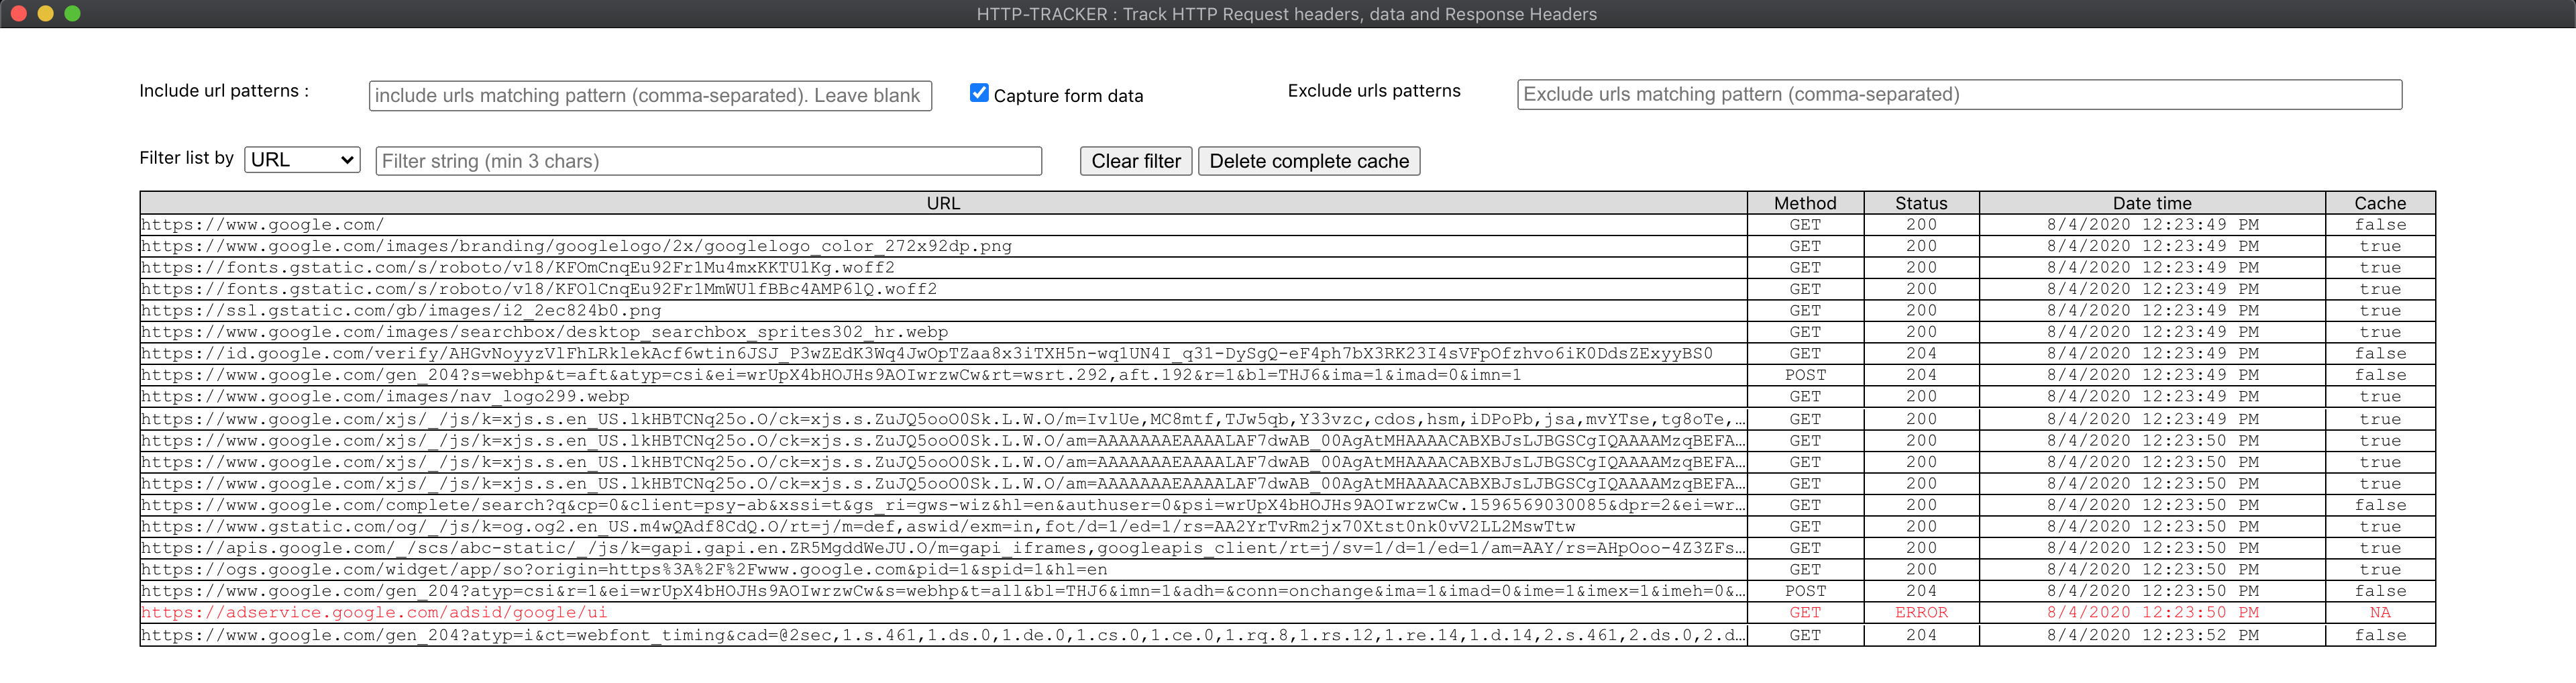 HTTP-TRACKER : Track HTTP Request headers, data and Response Headers
Include url patterns : include urls matching pattern (comma-separated). Leave blank Capture form data Exclude urls patterns Exclude urls matching pattern (comma-separated)
Filter list by URL Filter string (min 3 chars) Clear filter Delete complete cache
URL Method Status Date time Cache
https://www.google.com/ GET 200 8/4/2020 12:23:49 PM false
https://www.google.com/images/branding/googlelogo/2x/googlelogo_color_272x92dp.png GET 200 8/4/2020 12:23:49 PM true
https://fonts.gstatic.com/s/roboto/v18/KFOmCnqEu92Fr1Mu4mxKKTU1Kg.woff2 GET 200 8/4/2020 12:23:49 PM true
https://fonts.gstatic.com/s/roboto/v18/KFOlCnqEu92Fr1MmWUlfBBc4AMP6lQ.woff2 GET 200 8/4/2020 12:23:49 PM true
https://ssl.gstatic.com/gb/images/i2_2ec824b0.png GET 200 8/4/2020 12:23:49 PM true
https://www.google.com/images/searchbox/desktop_searchbox_sprites302_hr.webp GET 200 8/4/2020 12:23:49 PM true
https://id.google.com/verify/AHGvNoyyzVlFhLRklekAcf6wtin6JSJ_P3wZEdK3Wq4JwOpTZaa8x3iTXH5n-wq1UN4I_q31-DySgQ-eF4ph7bX3RK23I4sVFpOfzhvo6iK0DdsZExyyBS0 GET 204 8/4/2020 12:23:49 PM false
https://www.google.com/gen_204?s=webhp&t=aft&atyp=csi&ei=wrUpX4bHOJHs9AOIwrzwCw&rt=wsrt.292,aft.192&r=1&bl=THJ6&ima=1&imad=0&imn=1 POST 204 8/4/2020 12:23:49 PM false
https://www.google.com/images/nav_logo299.webp GET 200 8/4/2020 12:23:49 PM true
https://www.google.com/xjs/_/js/k=xjs.s.en_US.lkHBTCNq25o.O/ck=xjs.s.ZuJQ5ooO0Sk.L.W.O/m=IvlUe,MC8mtf,TJw5qb,Y33vzc,cdos,hsm,iDPoPb,jsa,mvYTse,tg8oTe,… GET 200 8/4/2020 12:23:49 PM true
https://www.google.com/xjs/_/js/k=xjs.s.en_US.lkHBTCNq25o.O/ck=xjs.s.ZuJQ5ooO0Sk.L.W.O/am=AAAAAAAEAAAALAF7dwAB_00AgAtMHAAAACABXBJsLJBGSCgIQAAAAMzqBEFA… GET 200 8/4/2020 12:23:50 PM true
https://www.google.com/xjs/_/js/k=xjs.s.en_US.lkHBTCNq25o.O/ck=xjs.s.ZuJQ5ooO0Sk.L.W.O/am=AAAAAAAEAAAALAF7dwAB_00AgAtMHAAAACABXBJsLJBGSCgIQAAAAMzqBEFA… GET 200 8/4/2020 12:23:50 PM true
https://www.google.com/xjs/_/js/k=xjs.s.en_US.lkHBTCNq25o.O/ck=xjs.s.ZuJQ5ooO0Sk.L.W.O/am=AAAAAAAEAAAALAF7dwAB_00AgAtMHAAAACABXBJsLJBGSCgIQAAAAMzqBEFA… GET 200 8/4/2020 12:23:50 PM true
https://www.google.com/complete/search?q&cp=0&client=psy-ab&xssi=t&gs_ri=gws-wiz&hl=en&authuser=0&psi=wrUpX4bHOJHs9AOIwrzwCw.1596569030085&dpr=2&ei=wr… GET 200 8/4/2020 12:23:50 PM false
https://www.gstatic.com/og/_/js/k=og.og2.en_US.m4wQAdf8CdQ.O/rt=j/m=def,aswid/exm=in,fot/d=1/ed=1/rs=AA2YrTvRm2jx70Xtst0nk0vV2LL2MswTtw GET 200 8/4/2020 12:23:50 PM true
https://apis.google.com/_/scs/abc-static/_/js/k=gapi.gapi.en.ZR5MgddWeJU.O/m=gapi_iframes,googleapis_client/rt=j/sv=1/d=1/ed=1/am=AAY/rs=AHpOoo-4Z3ZFs… GET 200 8/4/2020 12:23:50 PM true
https://ogs.google.com/widget/app/so?origin=https%3A%2F%2Fwww.google.com&pid=1&spid=1&hl=en GET 200 8/4/2020 12:23:50 PM true
https://www.google.com/gen_204?atyp=csi&r=1&ei=wrUpX4bHOJHs9AOIwrzwCw&s=webhp&t=all&bl=THJ6&imn=1&adh=&conn=onchange&ima=1&imad=0&ime=1&imex=1&imeh=0&… POST 204 8/4/2020 12:23:50 PM false
https://adservice.google.com/adsid/google/ui GET ERROR 8/4/2020 12:23:50 PM NA
https://www.google.com/gen_204?atyp=i&ct=webfont_timing&cad=@2sec,1.s.461,1.ds.0,1.de.0,1.cs.0,1.ce.0,1.rq.8,1.rs.12,1.re.14,1.d.14,2.s.461,2.ds.0,2.d… GET 204 8/4/2020 12:23:52 PM false